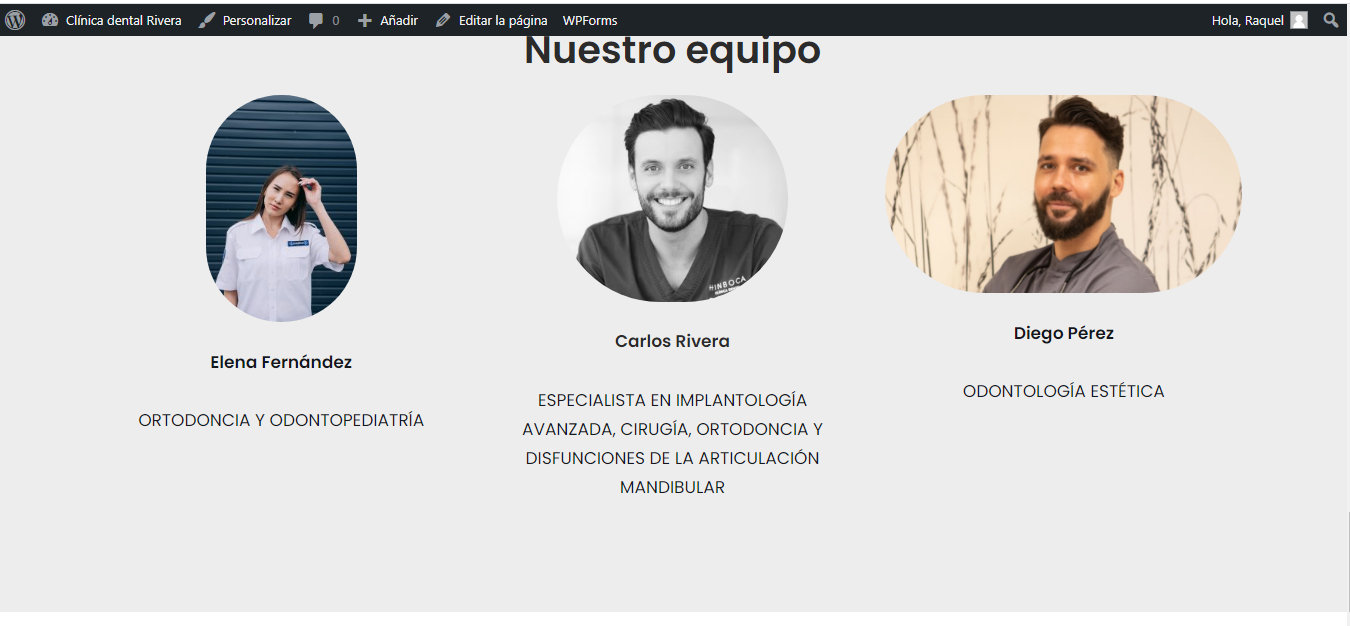 Clínica dental Rivera Personalizar 0 Añadir Editar la página WPForms Hola, Raquel
Nuestro equipo
Elena Fernández
ORTODONCIA Y ODONTOPEDIATRÍA
HINBOCA
Carlos Rivera
ESPECIALISTA EN IMPLANTOLOGÍA
AVANZADA, CIRUGÍA, ORTODONCIA Y
DISFUNCIONES DE LA ARTICULACIÓN
MANDIBULAR
Diego Pérez
ODONTOLOGÍA ESTÉTICA